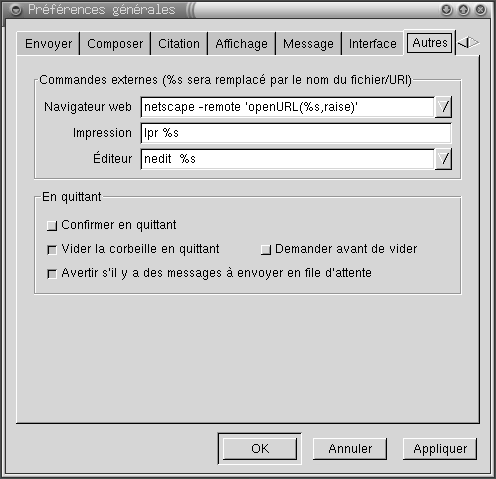 Préférences générales
Envoyer Composer Citation Affichage Message Interface Autres
Commandes externes (%s sera remplacé par le nom du fichier/URI)
Navigateur web netscape -remote 'openURL(%s,raise)'
Impression lpr %s
Éditeur nedit %s
En quittant
Confirmer en quittant
Vider la corbeille en quittant Demander avant de vider
Avertir s'il y a des messages à envoyer en file d'attente
OK Annuler Appliquer